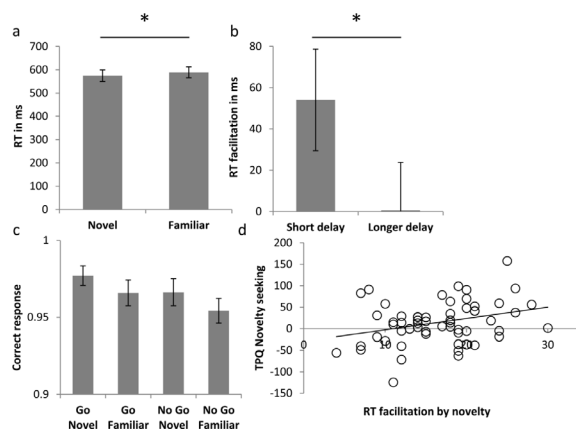 a
*
RT in ms
700
600
500
400
300
200
100
0
Novel Familiar
b
*
RT facilitation in ms
80
60
40
20
0
Short delay Longer delay
c
Correct response
1
0.95
0.9
Go Novel
Go Familiar
No Go Novel
No Go Familiar
d
TPQ Novelty seeking
200
150
100
50
0
-50
-100
-150
0 10 20 30
RT facilitation by novelty